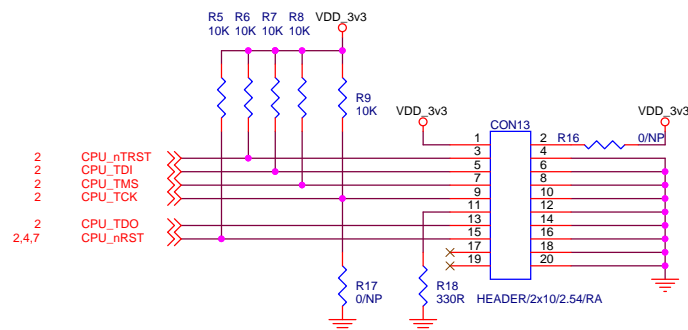 R5 R6 R7 R8
10K 10K 10K 10K
VDD_3v3
R9
10K
VDD_3v3
VDD_3v3
CON13
R16
0/NP
1 2
3 4
5 6
7 8
9 10
11 12
13 14
15 16
17 18
19 20
2 CPU_nTRST
2 CPU_TDI
2 CPU_TMS
2 CPU_TCK
2 CPU_TDO
2,4,7 CPU_nRST
R17
0/NP
R18
330R
HEADER/2x10/2.54/RA